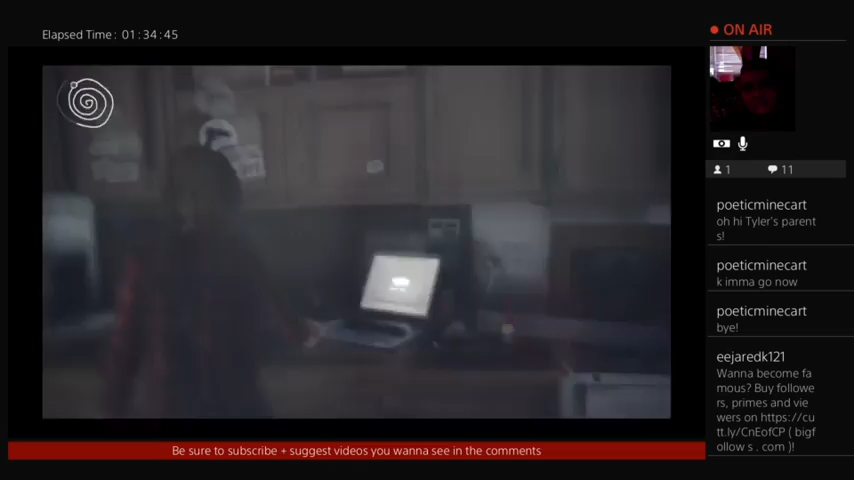 Elapsed Time: 01:34:45
ON AIR
1
11
poeticminecart
oh hi Tyler's parent
s!
poeticminecart
k imma go now
poeticminecart
bye!
eejaredk121
Wanna become fa
mous? Buy followe
rs, primes and vie
wers on https://cu
tt.ly/CnEofCP ( bigf
ollow s . com )!
Be sure to subscribe + suggest videos you wanna see in the comments